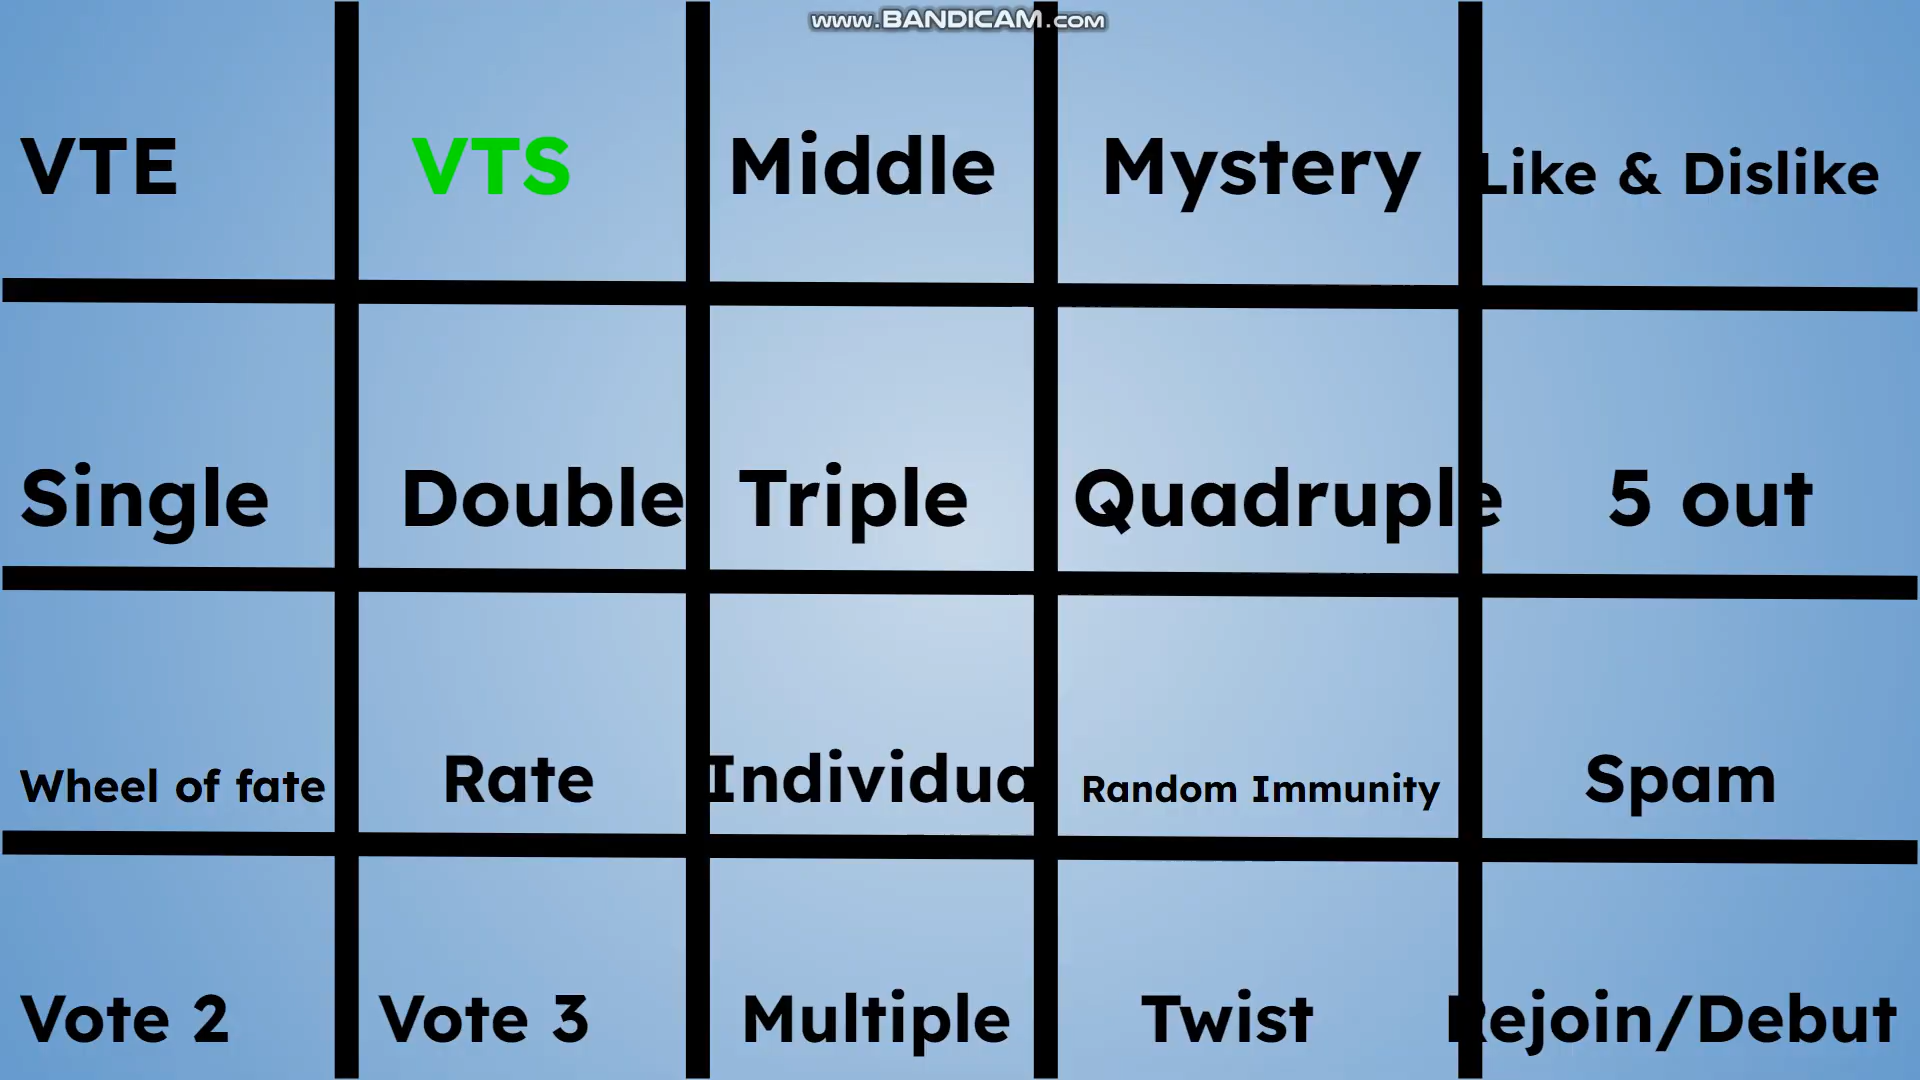 www.BANDICAM.com
VTE
VTS
Middle
Mystery
Like & Dislike
Single
Double
Triple
Quadruple
5 out
Wheel of fate
Rate
Individua
Random Immunity
Spam
Vote 2
Vote 3
Multiple
Twist
Rejoin/Debut